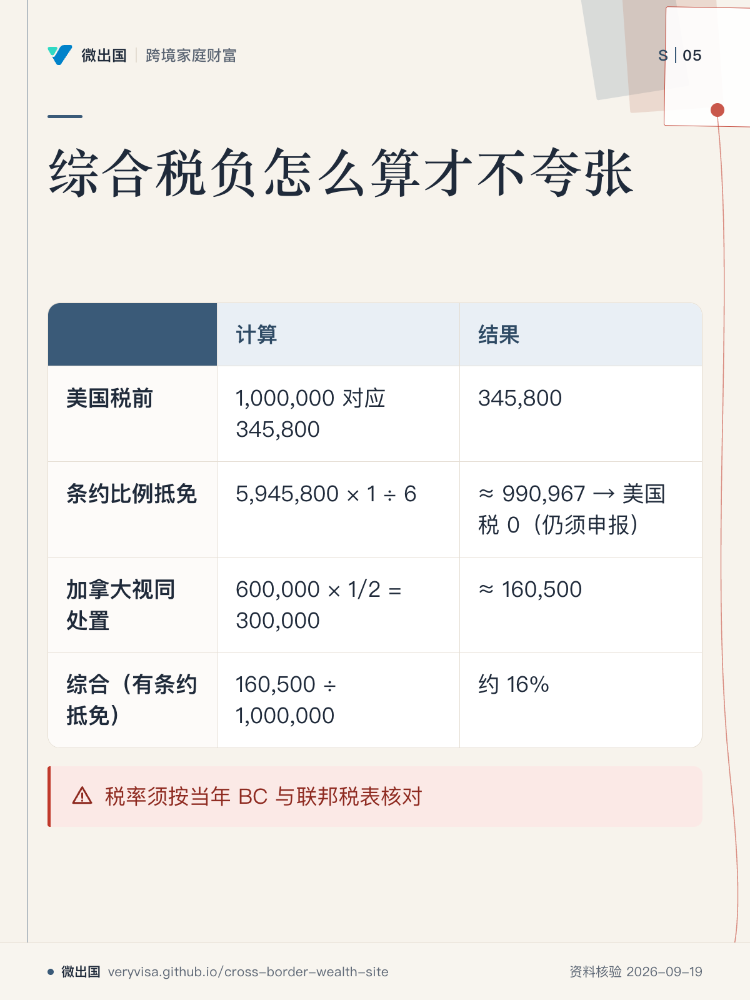 微出国 | 跨境家庭财富
S | 05
综合税负怎么算才不夸张
计算
结果
美国税前
1,000,000 对应
345,800
345,800
条约比例抵免
5,945,800 × 1 ÷ 6
≈ 990,967 → 美国
税 0（仍须申报）
加拿大视同
处置
600,000 × 1/2 =
300,000
≈ 160,500
综合（有条约
抵免）
160,500 ÷
1,000,000
约 16%
税率须按当年 BC 与联邦税表核对
微出国 veryvisa.github.io/cross-border-wealth-site
资料核验 2026-09-19